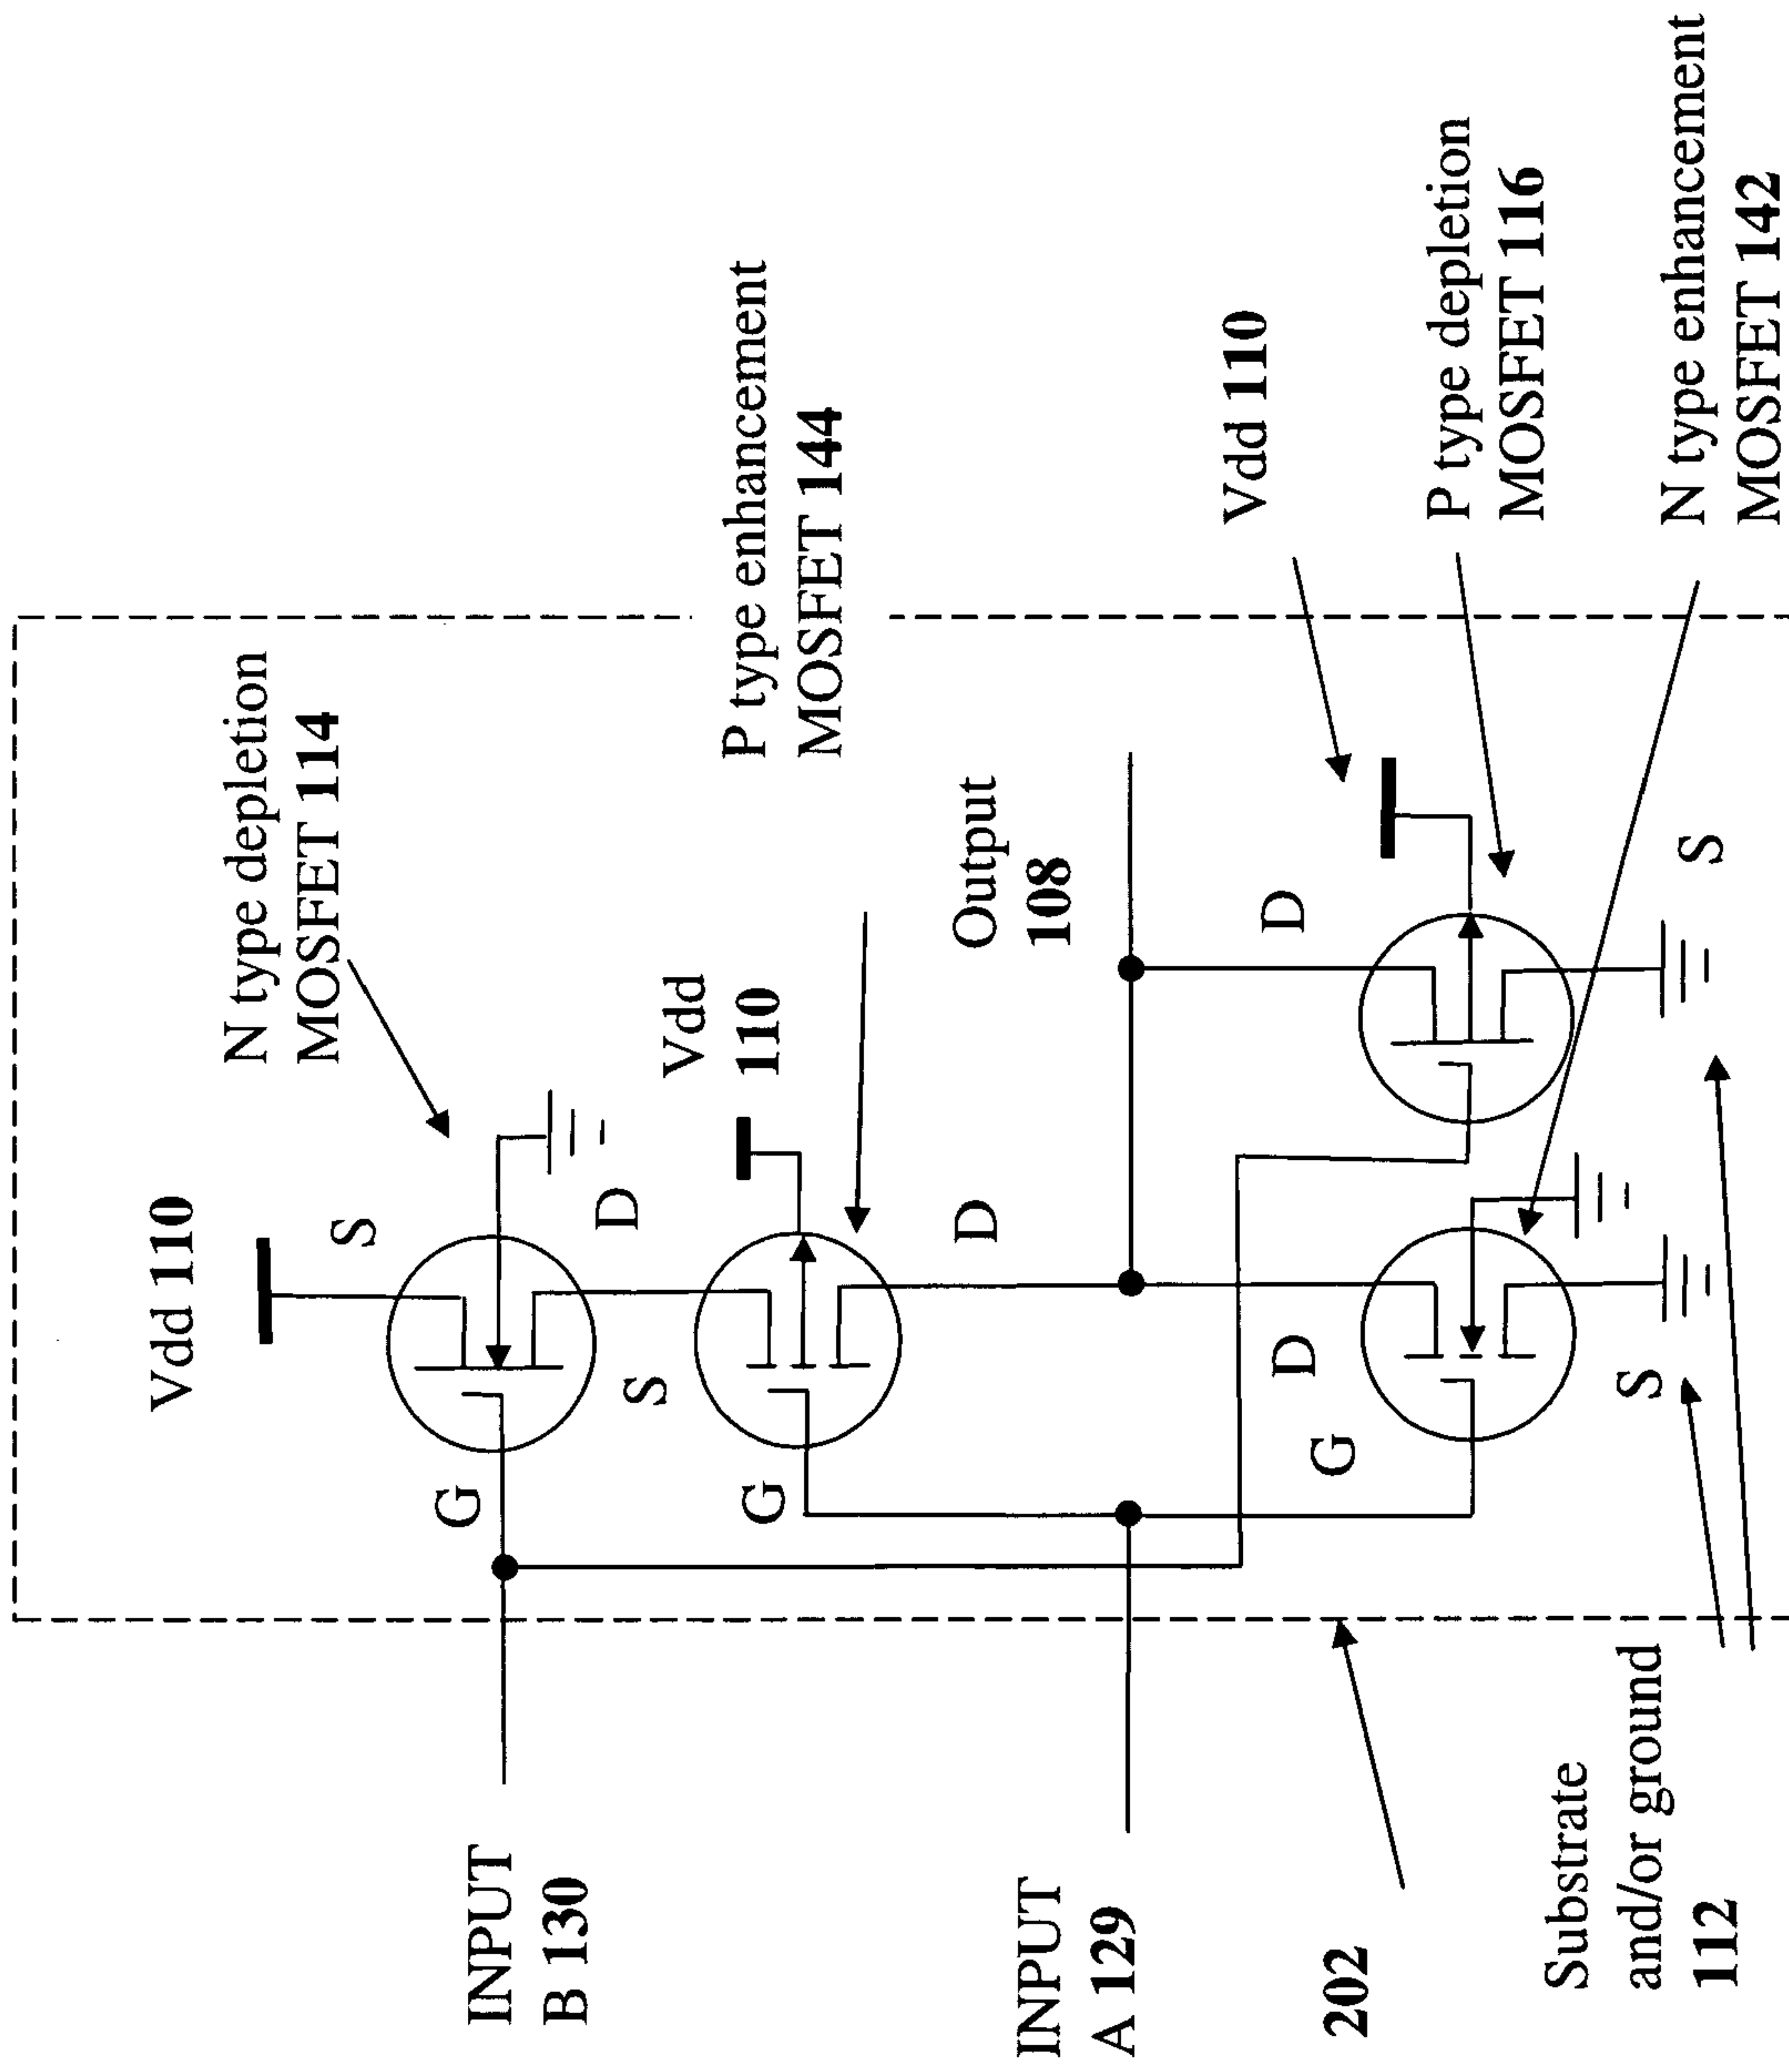 Vdd 110
S
N type depletion
MOSFET 114
G
INPUT
B 130
D
S
Vdd
110
P type enhancement
MOSFET 144
G
D
Output
108
INPUT
A 129
Vdd 110
D
D
G
P type depletion
MOSFET 116
202
S
S
N type enhancement
MOSFET 142
Substrate
and/or ground
112